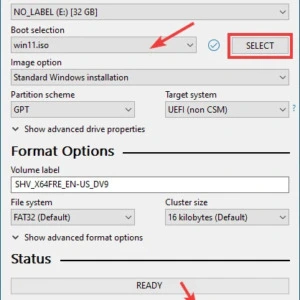 NO_LABEL (E:) [32 GB]
Boot selection
win11.iso
SELECT
Image option
Standard Windows installation
Partition scheme
Target system
GPT
UEFI (non CSM)
?
Show advanced drive properties
Format Options
Volume label
SHV_X64FRE_EN-US_DV9
File system
Cluster size
FAT32 (Default)
16 kilobytes (Default)
Show advanced format options
Status
READY